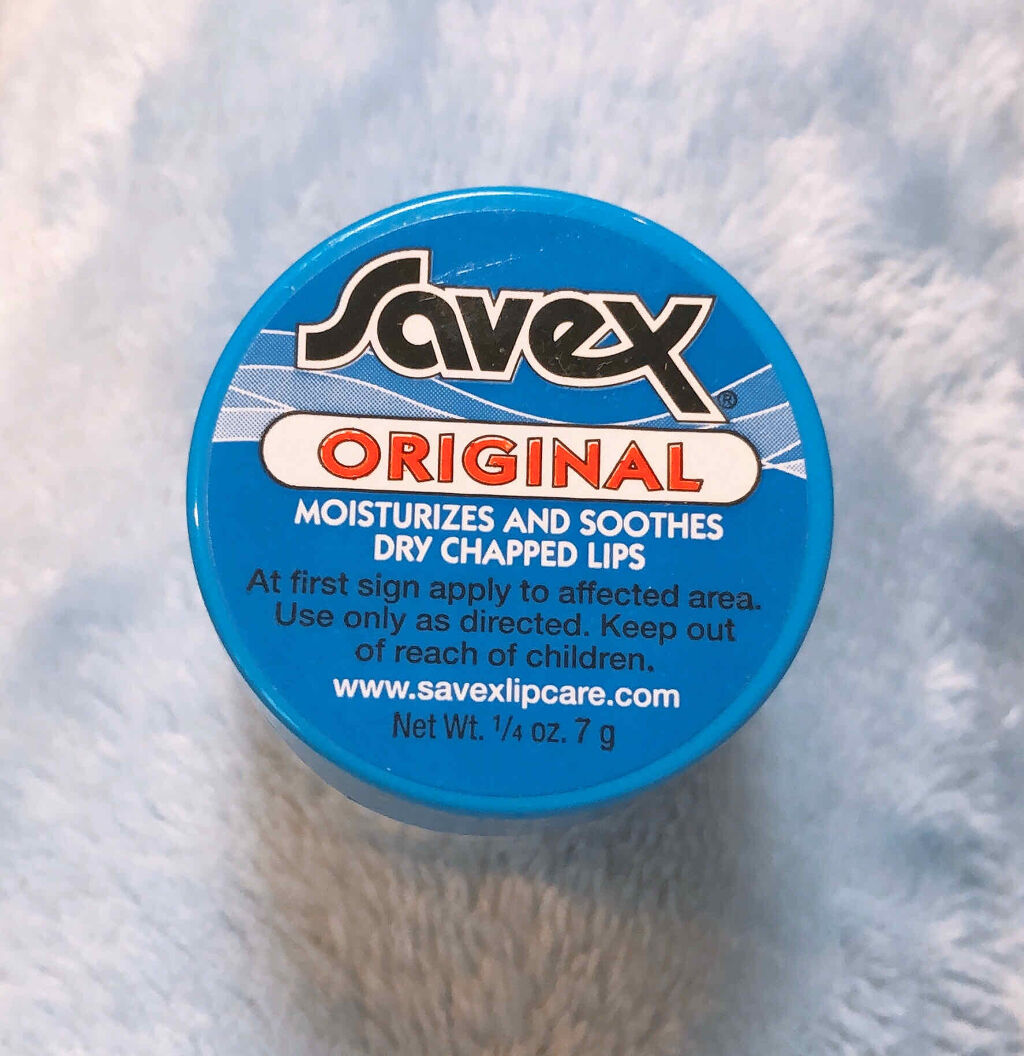 Savex®
ORIGINAL
MOISTURIZES AND SOOTHES
DRY CHAPPED LIPS
At first sign apply to affected area.
Use only as directed. Keep out
of reach of children.
www.savexlipcare.com
Net Wt. 1/4 oz. 7 g